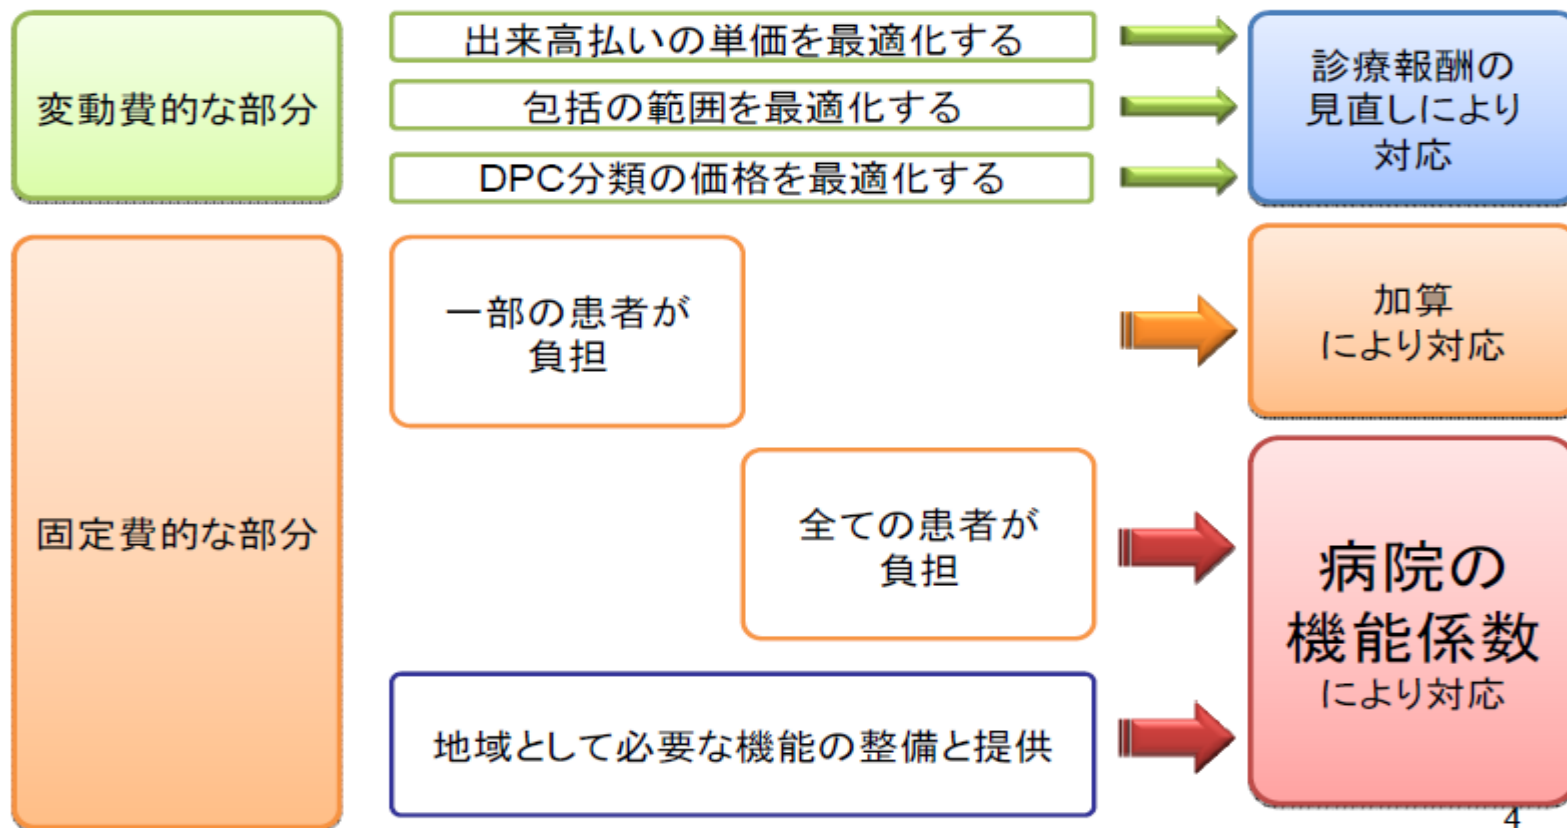 変動費的な部分
出来高払いの単価を最適化する
包括の範囲を最適化する
DPC分類の価格を最適化する
診療報酬の
見直しにより
対応
固定費的な部分
一部の患者が
負担
加算
により対応
全ての患者が
負担
地域として必要な機能の整備と提供
病院の
機能係数
により対応
4